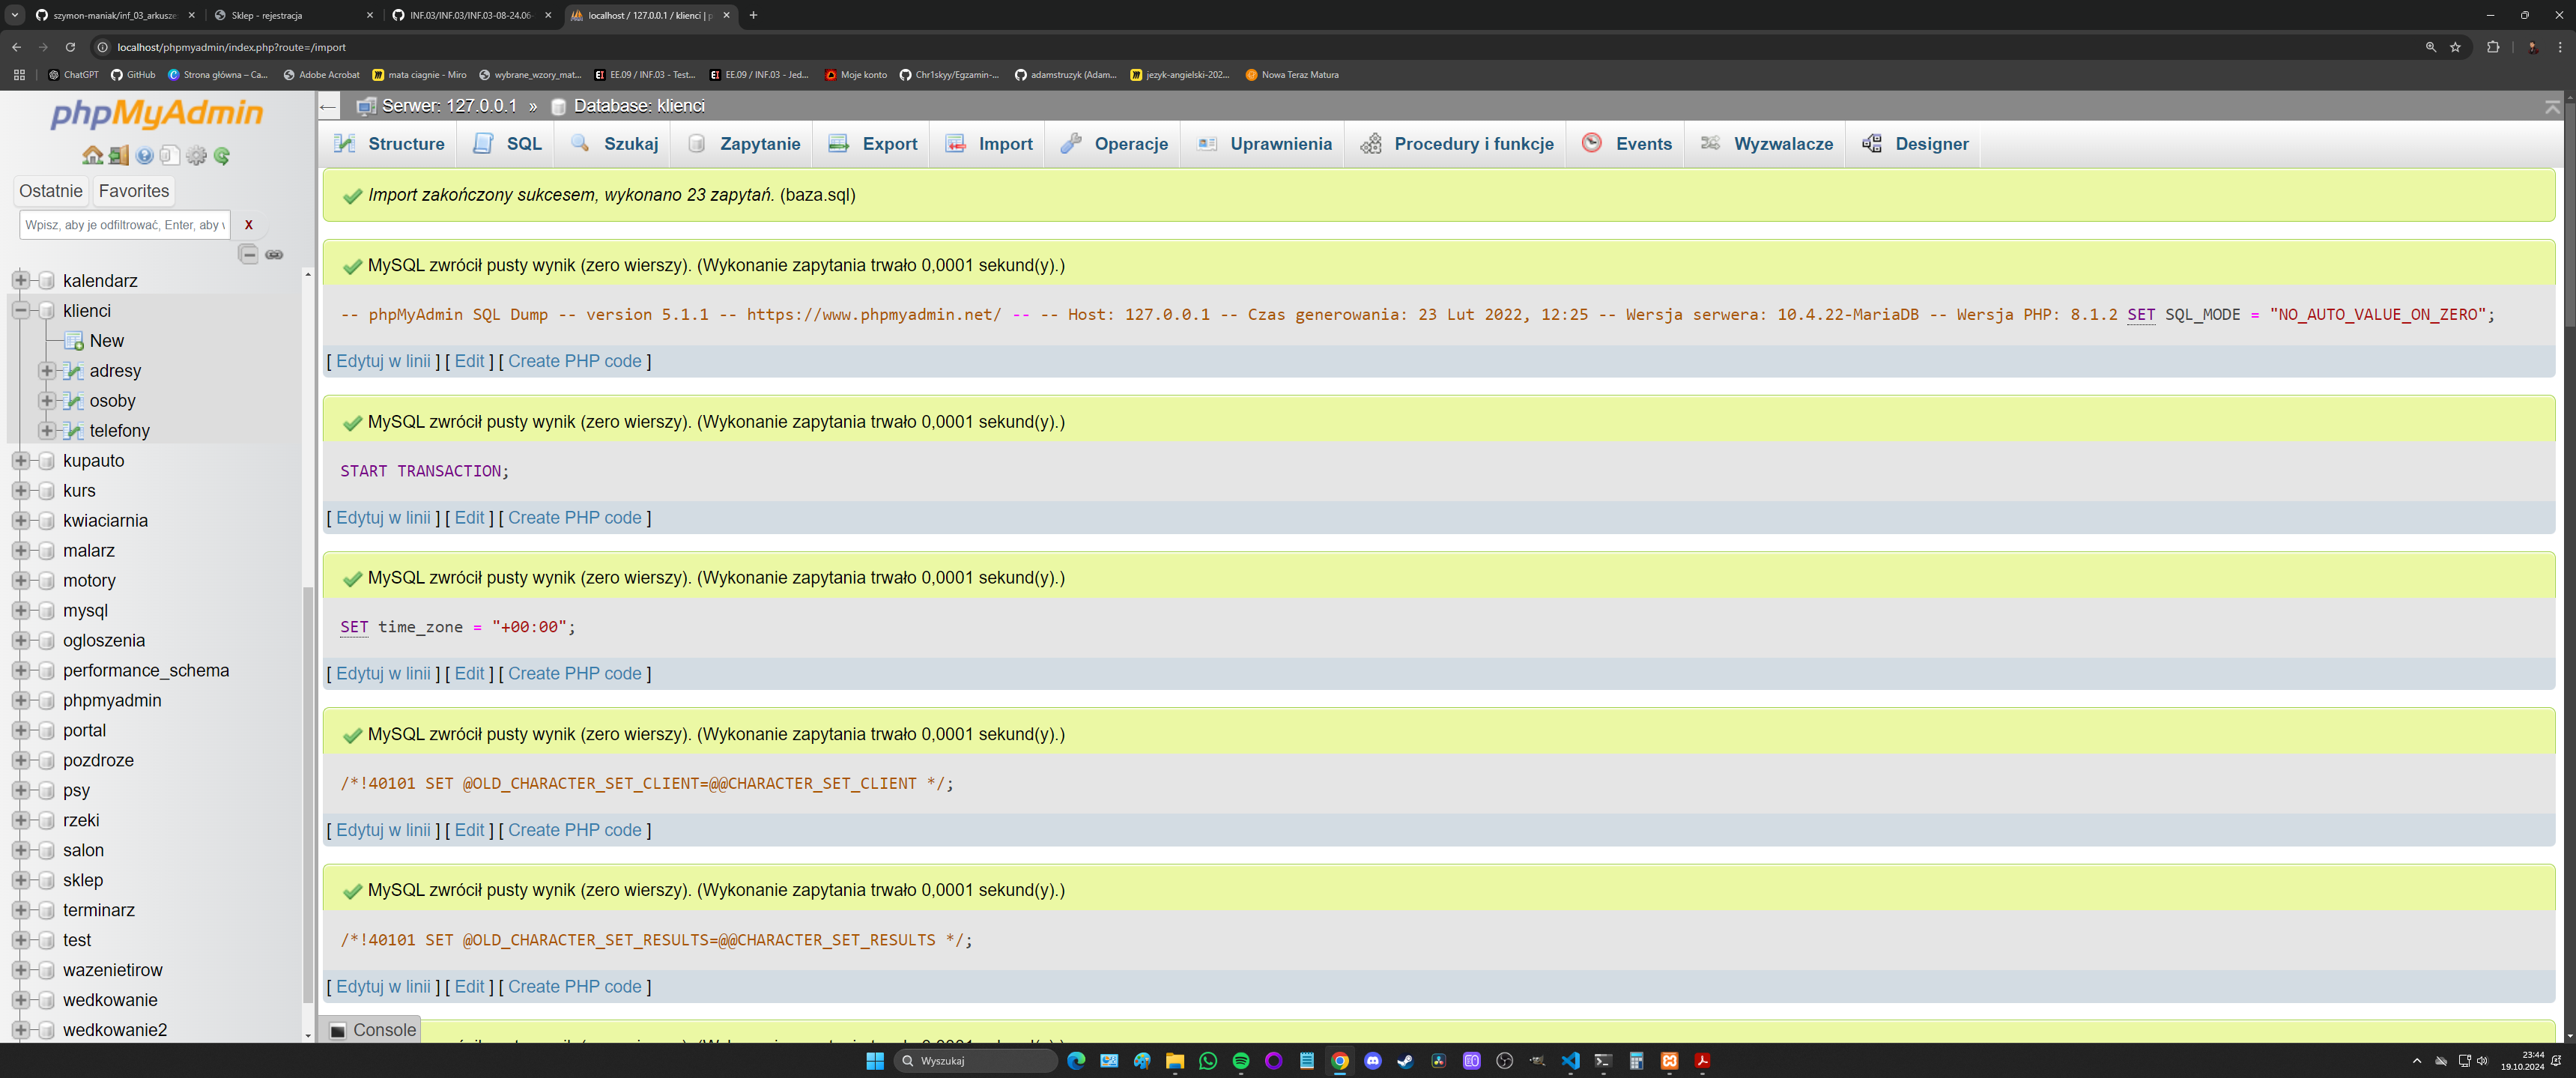 szymon-maniak/inf_03_arkusze
Sklep - rejestracja
INF.03/INF.03/INF.03-08-24.06-
localhost / 127.0.0.1 / klienci | p
localhost/phpmyadmin/index.php?route=/import
ChatGPT
GitHub
Strona główna – Ca...
Adobe Acrobat
mata ciagnie - Miro
wybrane_wzory_mat...
EE.09 / INF.03 - Test...
EE.09 / INF.03 - Jed...
Moje konto
Chr1skyy/Egzamin-...
adamstruzyk (Adam...
jezyk-angielski-202...
Nowa Teraz Matura
phpMyAdmin
Ostatnie Favorites
Wpisz, aby je odfiltrować, Enter, aby w X
kalendarz
klienci
New
adresy
osoby
telefony
kupauto
kurs
kwiaciarnia
malarz
motory
mysql
ogloszenia
performance_schema
phpmyadmin
portal
pozdroze
psy
rzeki
salon
sklep
terminarz
test
wazenietirow
wedkowanie
wedkowanie2
Serwer: 127.0.0.1 » Database: klienci
Structure SQL Szukaj Zapytanie Export Import Operacje Uprawnienia Procedury i funkcje Events Wyzwalacze Designer
Import zakończony sukcesem, wykonano 23 zapytań. (baza.sql)
MySQL zwrócił pusty wynik (zero wierszy). (Wykonanie zapytania trwało 0,0001 sekund(y).)
-- phpMyAdmin SQL Dump -- version 5.1.1 -- https://www.phpmyadmin.net/ -- -- Host: 127.0.0.1 -- Czas generowania: 23 Lut 2022, 12:25 -- Wersja serwera: 10.4.22-MariaDB -- Wersja PHP: 8.1.2 SET SQL_MODE = "NO_AUTO_VALUE_ON_ZERO";
[ Edytuj w linii ] [ Edit ] [ Create PHP code ]
MySQL zwrócił pusty wynik (zero wierszy). (Wykonanie zapytania trwało 0,0001 sekund(y).)
START TRANSACTION;
[ Edytuj w linii ] [ Edit ] [ Create PHP code ]
MySQL zwrócił pusty wynik (zero wierszy). (Wykonanie zapytania trwało 0,0001 sekund(y).)
SET time_zone = "+00:00";
[ Edytuj w linii ] [ Edit ] [ Create PHP code ]
MySQL zwrócił pusty wynik (zero wierszy). (Wykonanie zapytania trwało 0,0001 sekund(y).)
/*!40101 SET @OLD_CHARACTER_SET_CLIENT=@@CHARACTER_SET_CLIENT */;
[ Edytuj w linii ] [ Edit ] [ Create PHP code ]
MySQL zwrócił pusty wynik (zero wierszy). (Wykonanie zapytania trwało 0,0001 sekund(y).)
/*!40101 SET @OLD_CHARACTER_SET_RESULTS=@@CHARACTER_SET_RESULTS */;
[ Edytuj w linii ] [ Edit ] [ Create PHP code ]
Console
Wyszukaj
23:44
19.10.2024